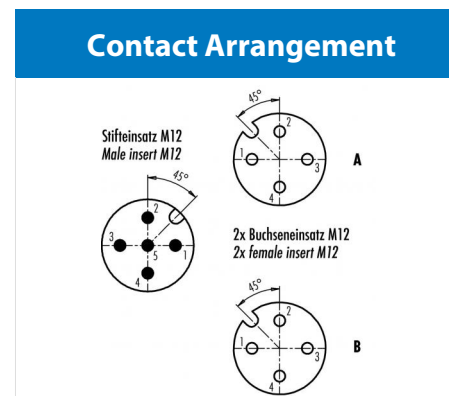 Contact Arrangement
Stifteinsatz M12
Male insert M12
45°
2
3
5
1
4
45°
2
1
3
4
A
2x Buchseneinsatz M12
2x female insert M12
45°
2
1
3
4
B